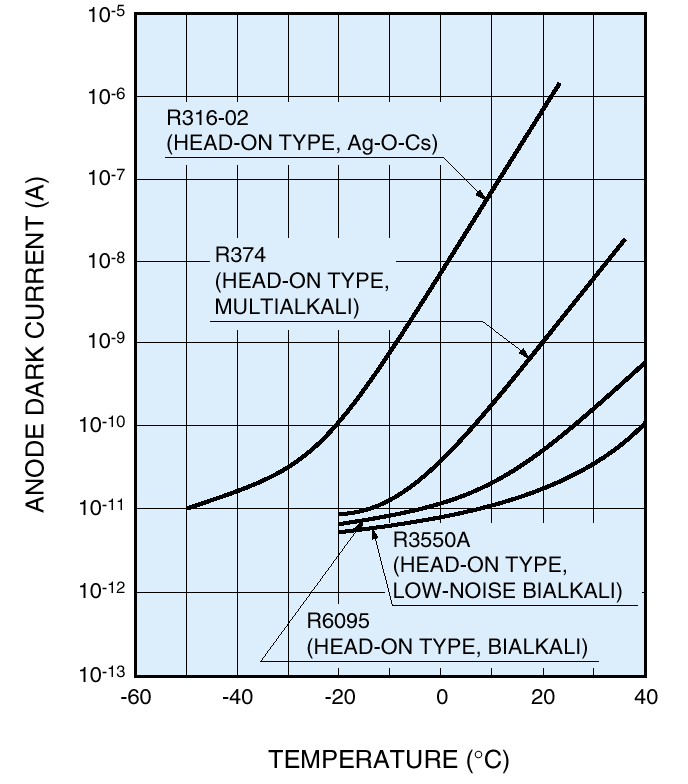 10-5
10-6
10-7
10-8
10-9
10-10
10-11
10-12
10-13
ANODE DARK CURRENT (A)
R316-02
(HEAD-ON TYPE, Ag-O-Cs)
R374
(HEAD-ON TYPE,
MULTIALKALI)
R3550A
(HEAD-ON TYPE,
LOW-NOISE BIALKALI)
R6095
(HEAD-ON TYPE, BIALKALI)
-60 -40 -20 0 20 40
TEMPERATURE (°C)